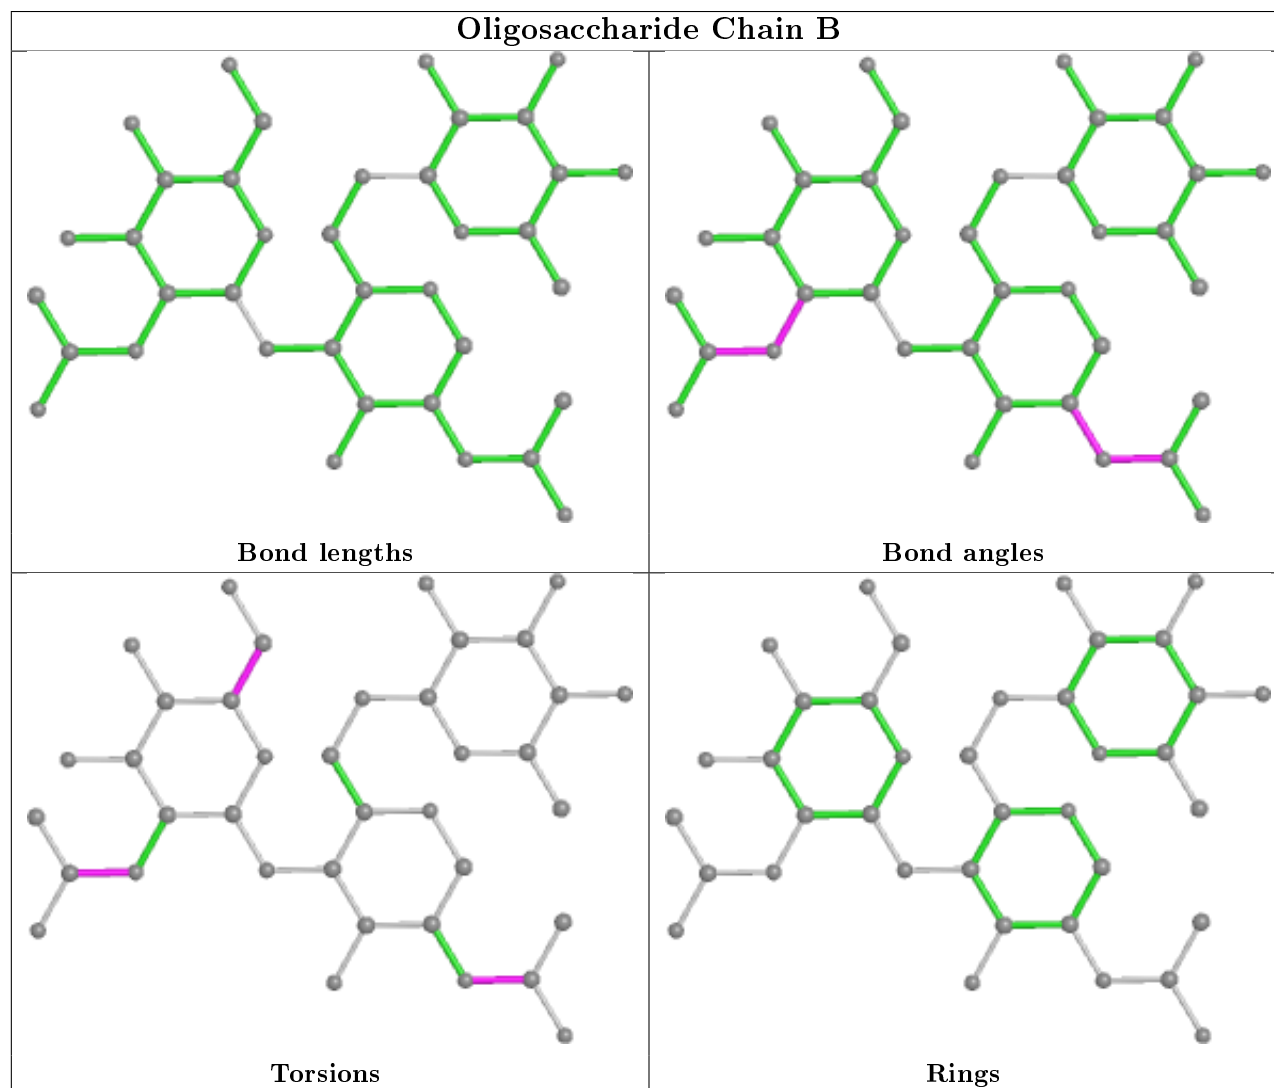 Oligosaccharide Chain B
Bond lengths
Bond angles
Torsions
Rings